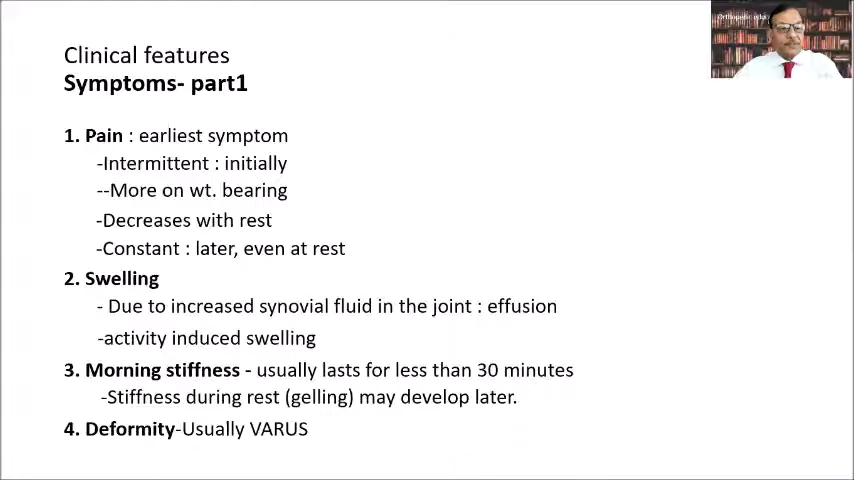 Clinical features
Symptoms- part1
1. Pain : earliest symptom
-Intermittent : initially
--More on wt. bearing
-Decreases with rest
-Constant : later, even at rest
2. Swelling
- Due to increased synovial fluid in the joint : effusion
-activity induced swelling
3. Morning stiffness - usually lasts for less than 30 minutes
-Stiffness during rest (gelling) may develop later.
4. Deformity-Usually VARUS